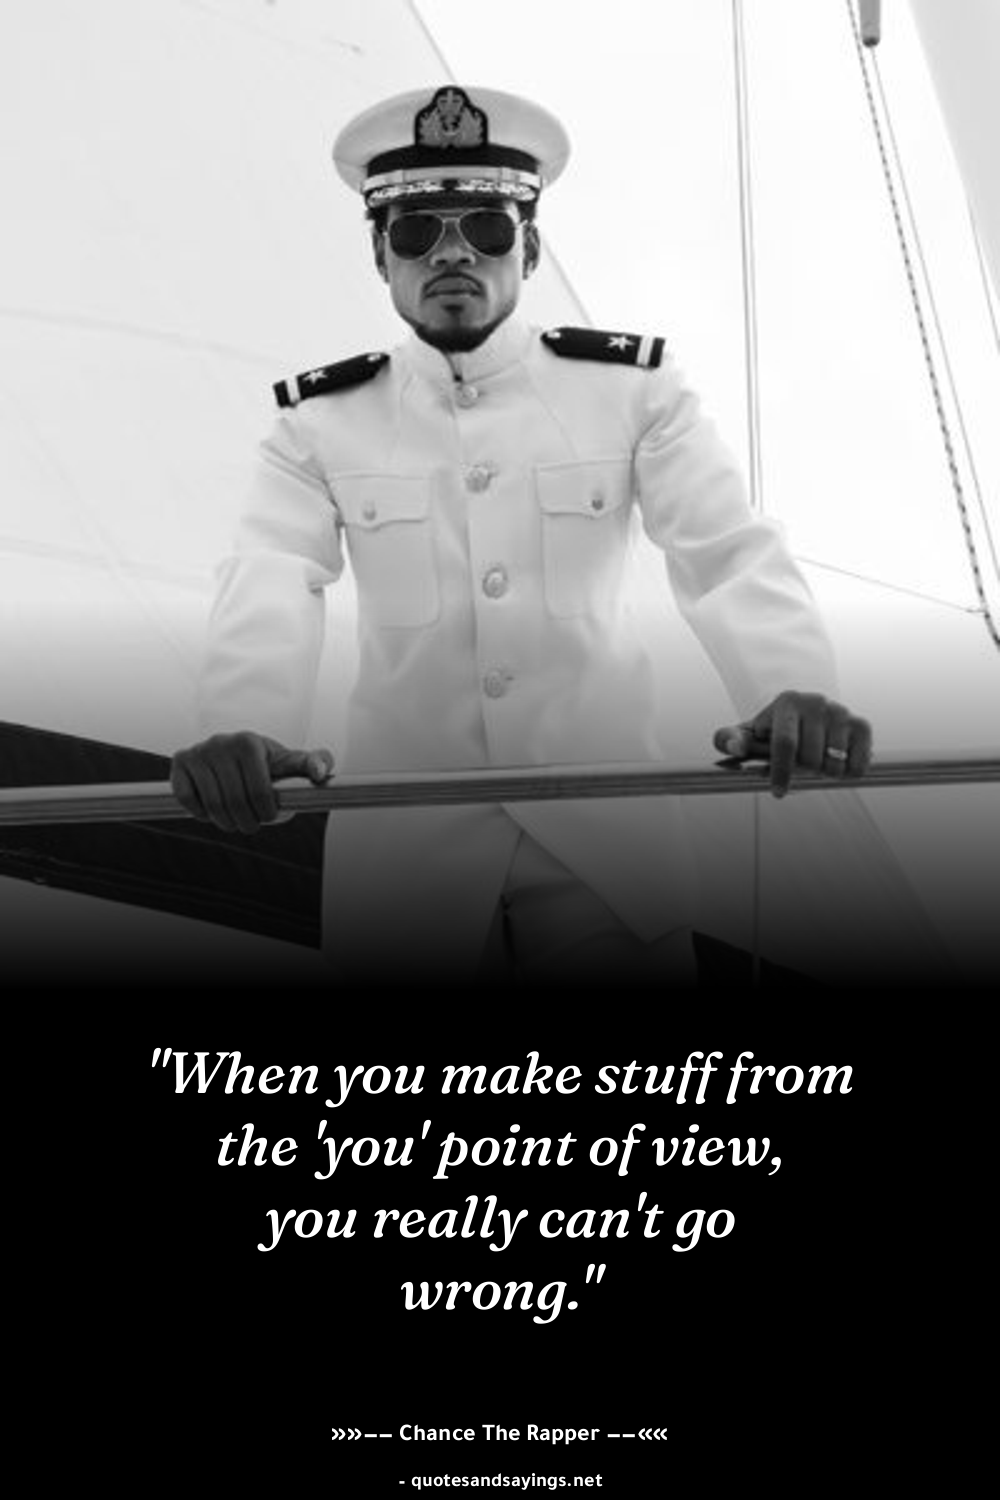 "When you make stuff from
the 'you' point of view,
you really can't go
wrong."
»»−− Chance The Rapper −−««
- quotesandsayings.net